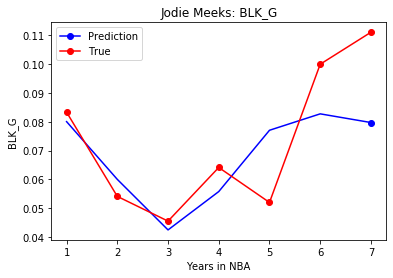 Jodie Meeks: BLK_G
Prediction
True
0.11
0.10
0.09
0.08
0.07
0.06
0.05
0.04
BLK_G
1 2 3 4 5 6 7
Years in NBA